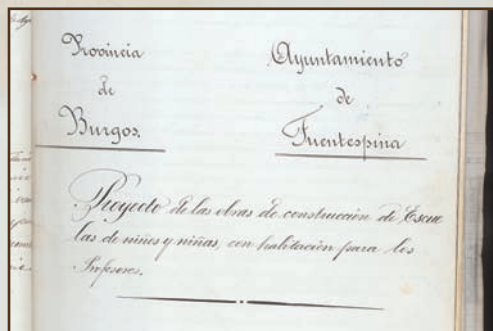 Provincia
de
Burgos.
Ayuntamiento
de
Fuentespina
Proyecto de las obras de construcción de Escue
las de niños y niñas, con habitación para los
Profesores.